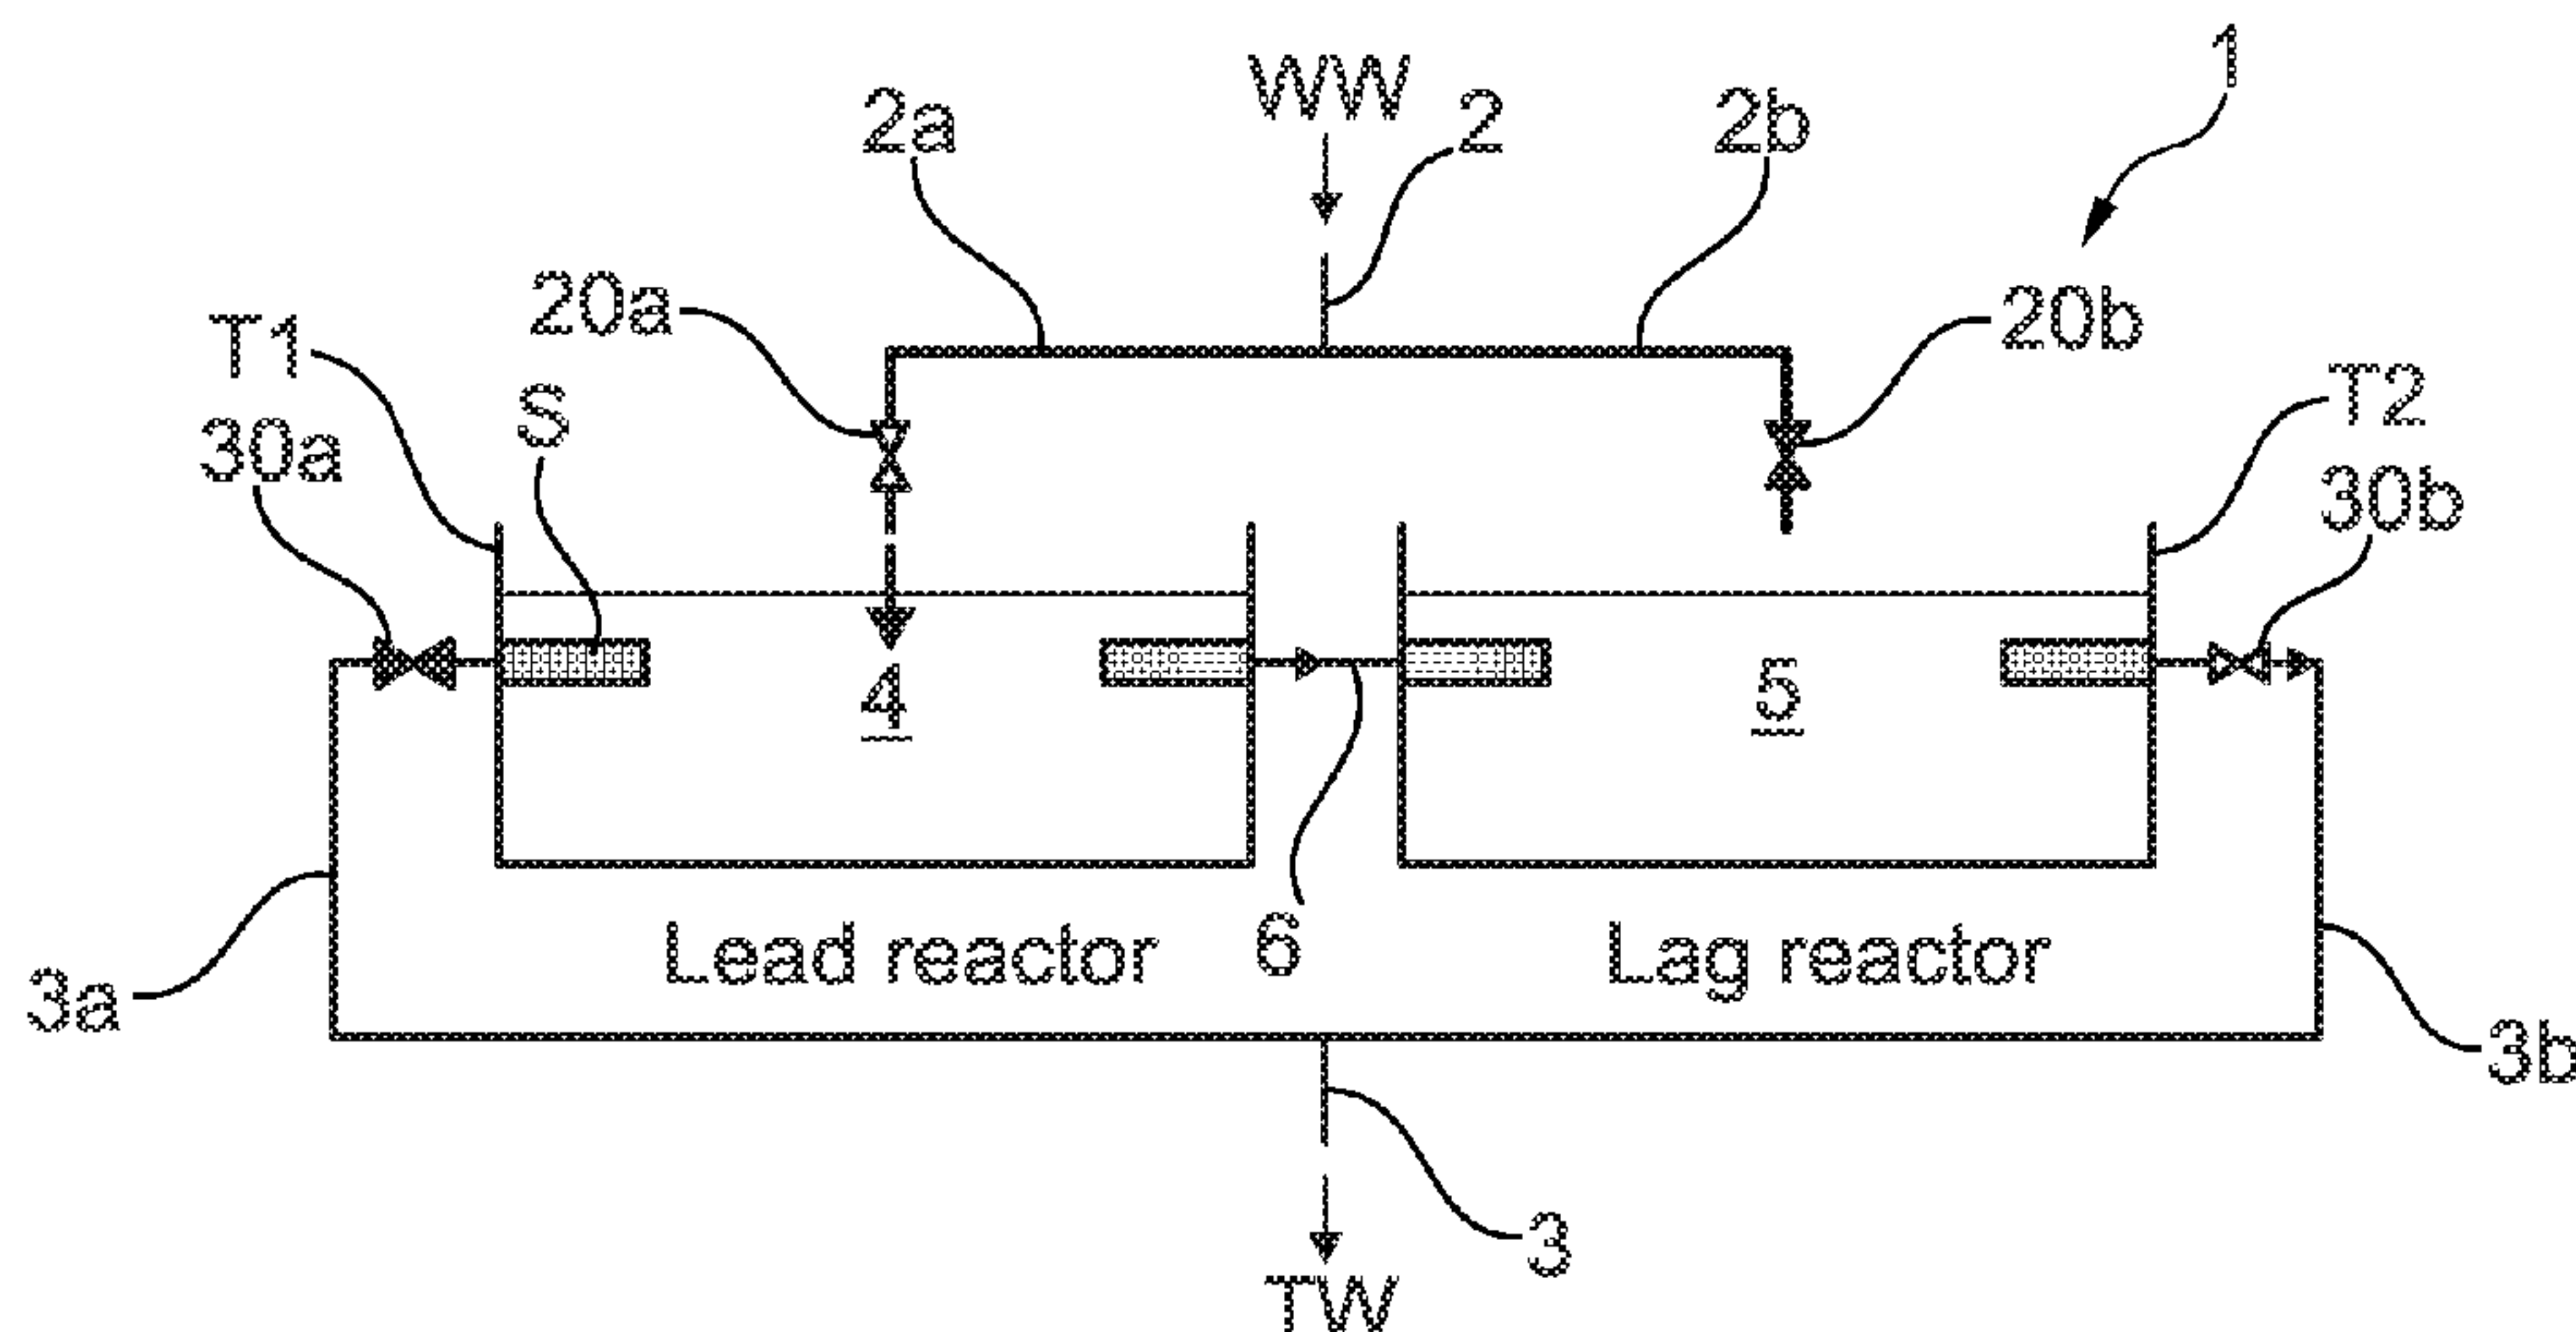 1
WW
2a
2
2b
20a
20b
T1
S
T2
30a
30b
4
5
6
Lead reactor
Lag reactor
3a
3b
3
TW